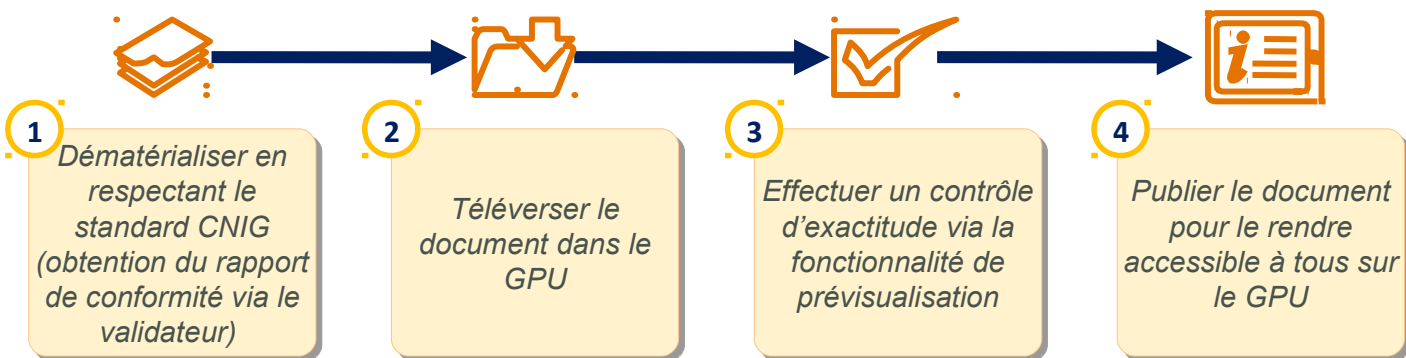 1
Dématérialiser en
respectant le
standard CNIG
(obtention du rapport
de conformité via le
validateur)
2
Téléverser le
document dans le
GPU
3
Effectuer un contrôle
d’exactitude via la
fonctionnalité de
prévisualisation
4
Publier le document
pour le rendre
accessible à tous sur
le GPU